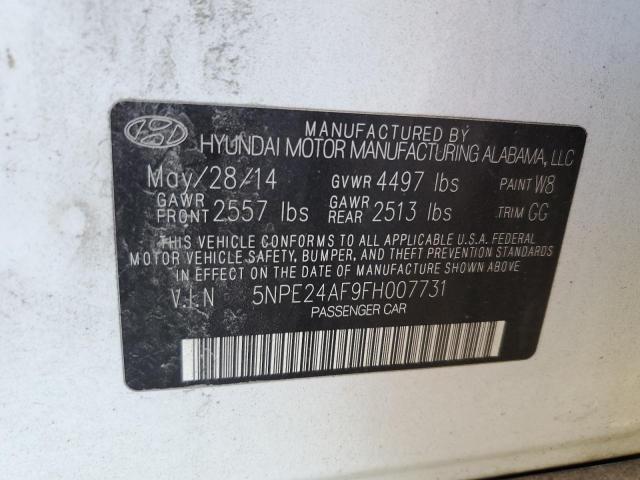 MANUFACTURED BY
HYUNDAI MOTOR MANUFACTURING ALABAMA, LLC
May/28/14 GVWR 4497 lbs PAINT W8
GAWR FRONT 2557 lbs GAWR REAR 2513 lbs TRIM GG
THIS VEHICLE CONFORMS TO ALL APPLICABLE U.S.A. FEDERAL
MOTOR VEHICLE SAFETY, BUMPER, AND THEFT PREVENTION
STANDARDS IN EFFECT ON THE DATE OF MANUFACTURE SHOWN ABOVE.
V.I.N 5NPE24AF9FH007731
PASSENGER CAR